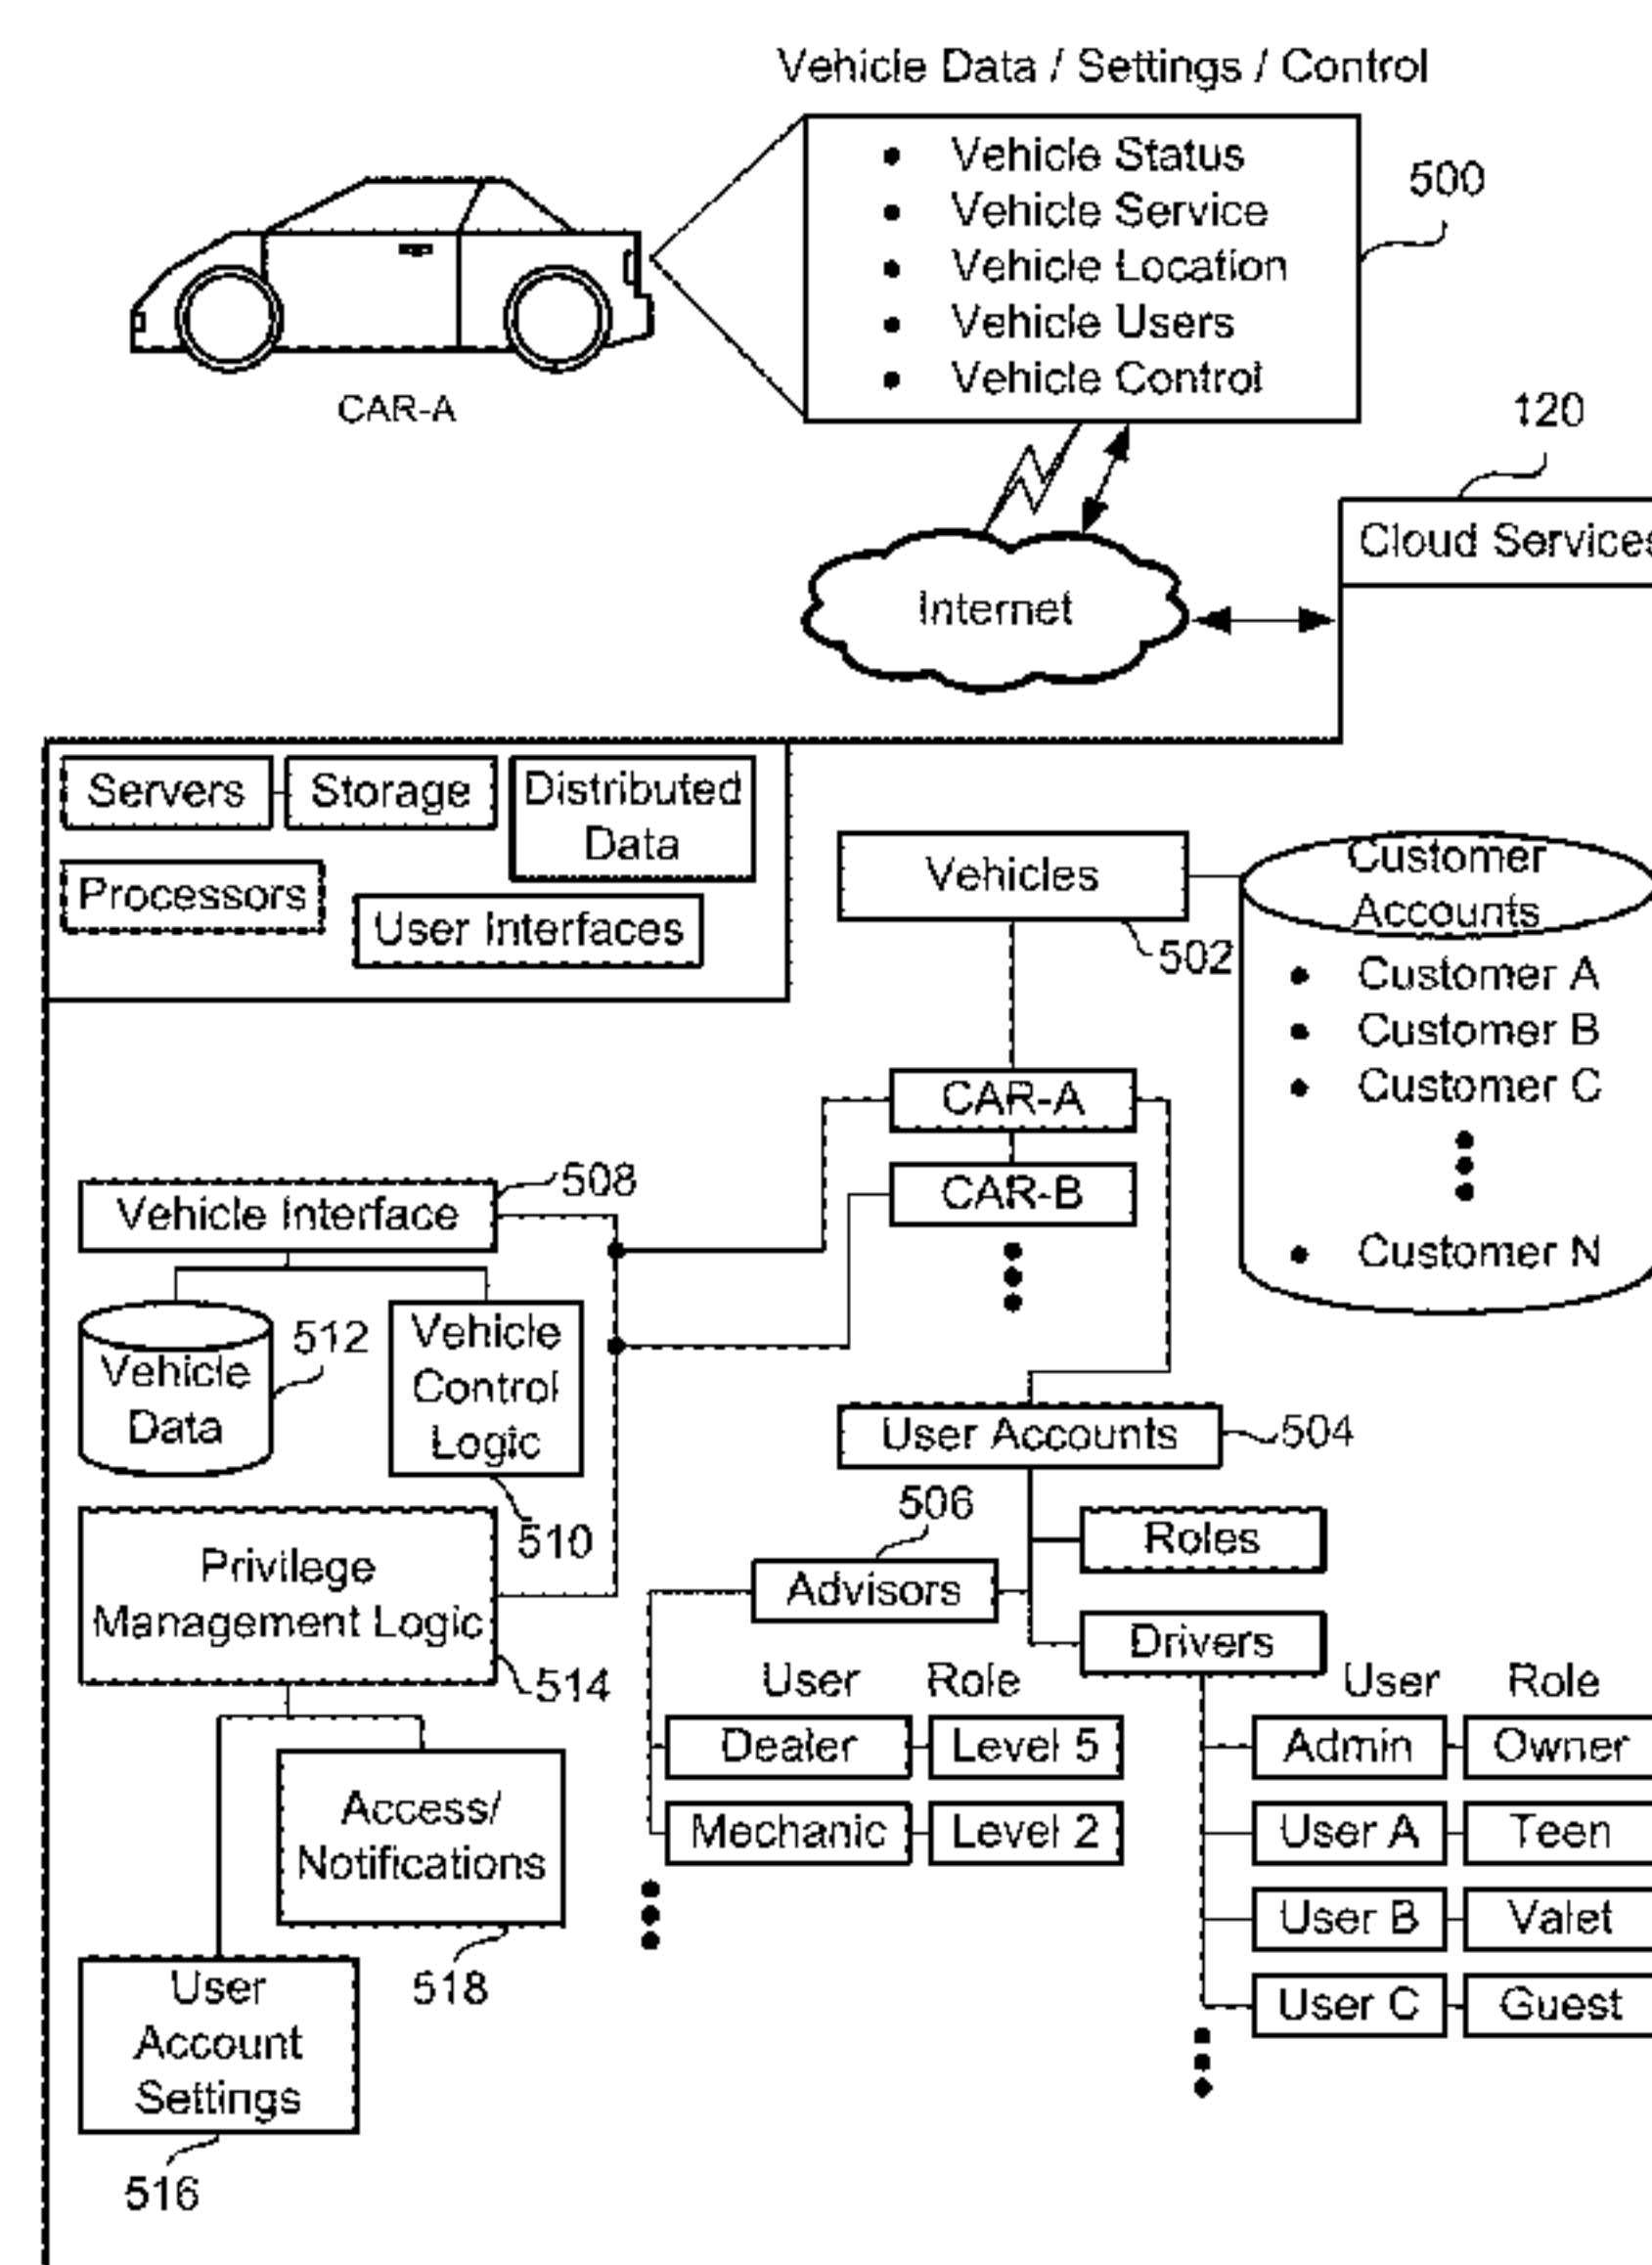 Vehicle Data / Settings / Control
• Vehicle Status
• Vehicle Service
• Vehicle Location
• Vehicle Users
• Vehicle Control
500
CAR-A
120
Cloud Services
Internet
Servers
Storage
Distributed
Data
Processors
User Interfaces
Vehicles
502
Customer
Accounts
• Customer A
• Customer B
• Customer C
• Customer N
CAR-A
CAR-B
508
Vehicle Interface
512
Vehicle
Data
Vehicle
Control
Logic
510
User Accounts
504
506
Advisors
Roles
Drivers
Privilege
Management Logic
514
User Role
Dealer Level 5
Mechanic Level 2
User Role
Admin Owner
User A Teen
User B Valet
User C Guest
Access/
Notifications
518
User
Account
Settings
516